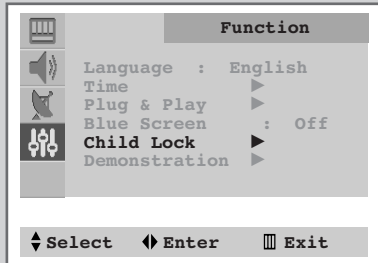 Function
Language : English
Time ►
Plug & Play ►
Blue Screen : Off
Child Lock ►
Demonstration ►
Select Enter Exit